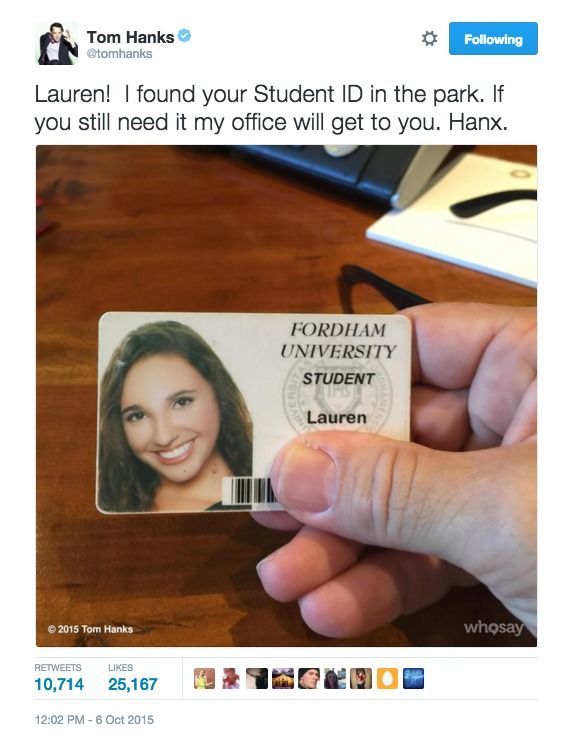 Tom Hanks
@tomhanks
Following
Lauren!  I found your Student ID in the park. If
you still need it my office will get to you. Hanx.
FORDHAM
UNIVERSITY
STUDENT
Lauren
© 2015 Tom Hanks
whosay
RETWEETS
LIKES
10,714
25,167
12:02 PM - 6 Oct 2015